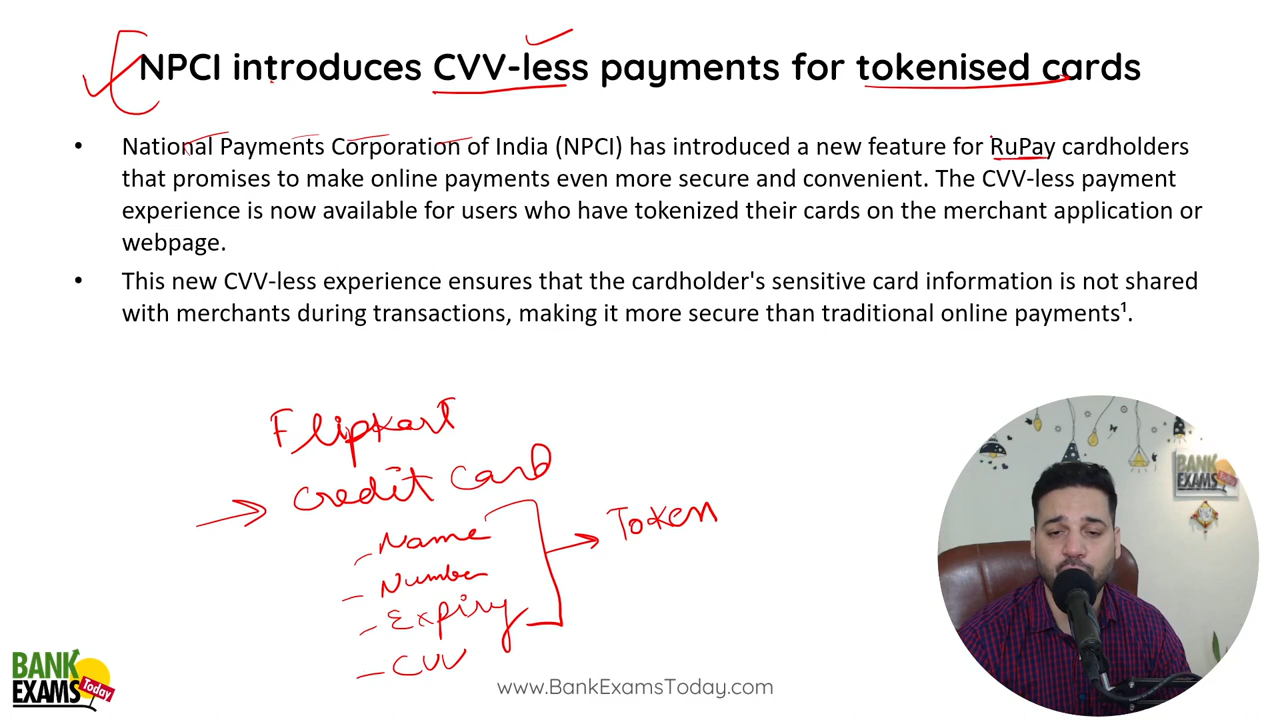 NPCI introduces CVV-less payments for tokenised cards
• National Payments Corporation of India (NPCI) has introduced a new feature for RuPay cardholders
that promises to make online payments even more secure and convenient. The CVV-less payment
experience is now available for users who have tokenized their cards on the merchant application or
webpage.
• This new CVV-less experience ensures that the cardholder's sensitive card information is not shared
with merchants during transactions, making it more secure than traditional online payments¹.
Flipkart
→ credit card
- Name
- Number
- Expiry
- CVV
→ Token
BANK
EXAMS
Today
BANK
EXAMS
www.BankExamsToday.com